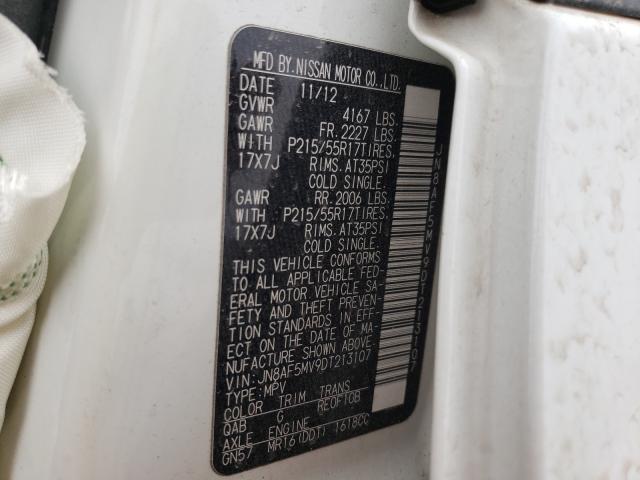 MFD BY.NISSAN MOTOR CO.,LTD.
DATE 11/12
GVWR 4167 LBS.
GAWR FR. 2227 LBS.
WITH P215/55R17TIRES,
17X7J RIMS, AT35PSI
COLD SINGLE.
GAWR RR. 2006 LBS.
WITH P215/55R17TIRES,
17X7J RIMS, AT35PSI
COLD SINGLE.
THIS VEHICLE CONFORMS
TO ALL APPLICABLE FED-
ERAL MOTOR VEHICLE SA-
FETY AND THEFT PREVEN-
TION STANDARDS IN EFF-
ECT ON THE DATE OF MA-
NUFACTURE SHOWN ABOVE.
VIN: JN8AF5MV9DT213107
TYPE: MPV
COLOR TRIM TRANS
QAB G RE0F10B
AXLE ENGINE
GN57 MR16(DDT) 1618CC
JN8AF5MV9DT213107